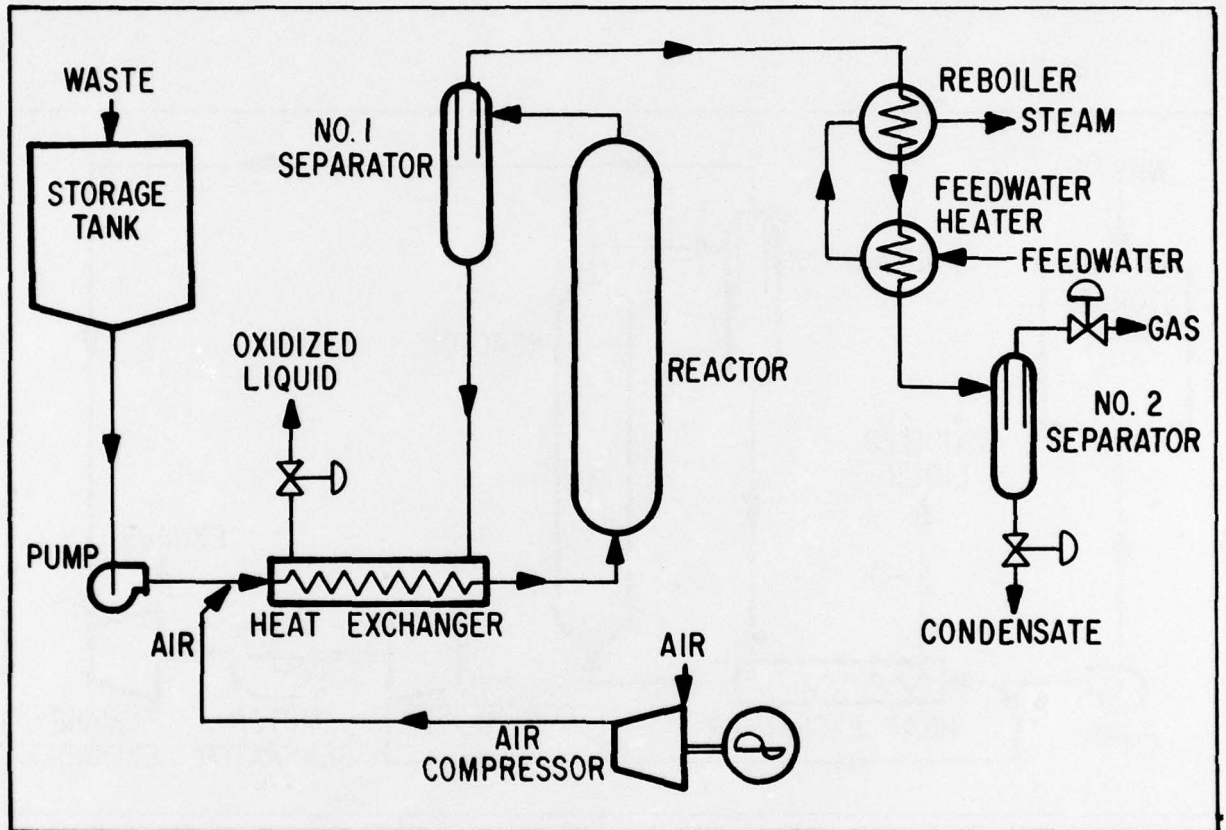 WASTE
STORAGE
TANK
NO. 1
SEPARATOR
REBOILER
STEAM
FEEDWATER
HEATER
FEEDWATER
GAS
OXIDIZED
LIQUID
REACTOR
NO. 2
SEPARATOR
PUMP
HEAT EXCHANGER
AIR
AIR
CONDENSATE
AIR
COMPRESSOR